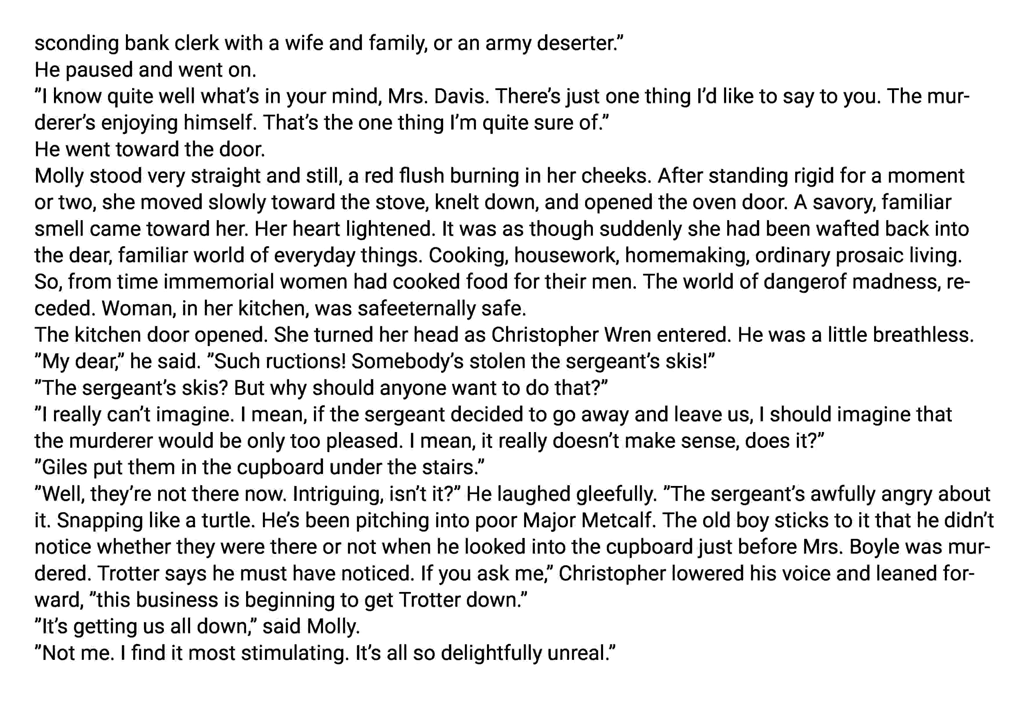 sconding bank clerk with a wife and family, or an army deserter.”
He paused and went on.
”I know quite well what’s in your mind, Mrs. Davis. There’s just one thing I’d like to say to you. The mur-
derer’s enjoying himself. That’s the one thing I’m quite sure of.”
He went toward the door.
Molly stood very straight and still, a red flush burning in her cheeks. After standing rigid for a moment
or two, she moved slowly toward the stove, knelt down, and opened the oven door. A savory, familiar
smell came toward her. Her heart lightened. It was as though suddenly she had been wafted back into
the dear, familiar world of everyday things. Cooking, housework, homemaking, ordinary prosaic living.
So, from time immemorial women had cooked food for their men. The world of dangerof madness, re-
ceded. Woman, in her kitchen, was safeeternally safe.
The kitchen door opened. She turned her head as Christopher Wren entered. He was a little breathless.
”My dear,” he said. ”Such ructions! Somebody’s stolen the sergeant’s skis!”
”The sergeant’s skis? But why should anyone want to do that?”
”I really can’t imagine. I mean, if the sergeant decided to go away and leave us, I should imagine that
the murderer would be only too pleased. I mean, it really doesn’t make sense, does it?”
”Giles put them in the cupboard under the stairs.”
”Well, they’re not there now. Intriguing, isn’t it?” He laughed gleefully. ”The sergeant’s awfully angry about
it. Snapping like a turtle. He’s been pitching into poor Major Metcalf. The old boy sticks to it that he didn’t
notice whether they were there or not when he looked into the cupboard just before Mrs. Boyle was mur-
dered. Trotter says he must have noticed. If you ask me,” Christopher lowered his voice and leaned for-
ward, ”this business is beginning to get Trotter down.”
”It’s getting us all down,” said Molly.
”Not me. I find it most stimulating. It’s all so delightfully unreal.”